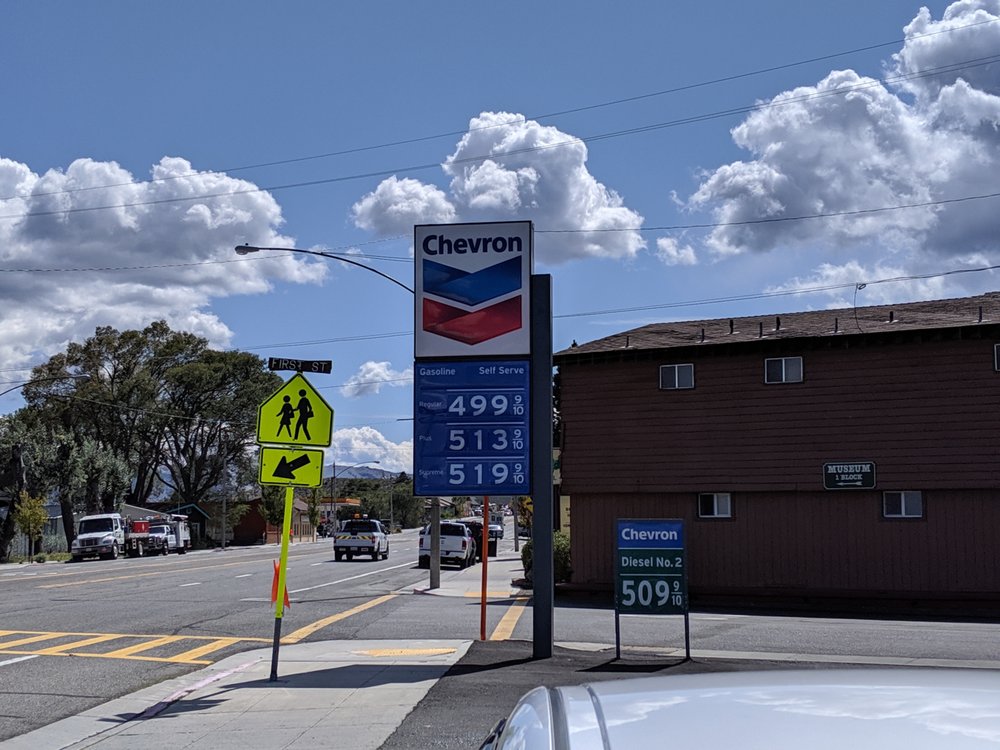 FIRST ST
Chevron
Gasoline Self Serve
Regular 499 9/10
Plus 513 9/10
Supreme 519 9/10
MUSEUM
1 BLOCK
Chevron
Diesel No. 2
509 9/10